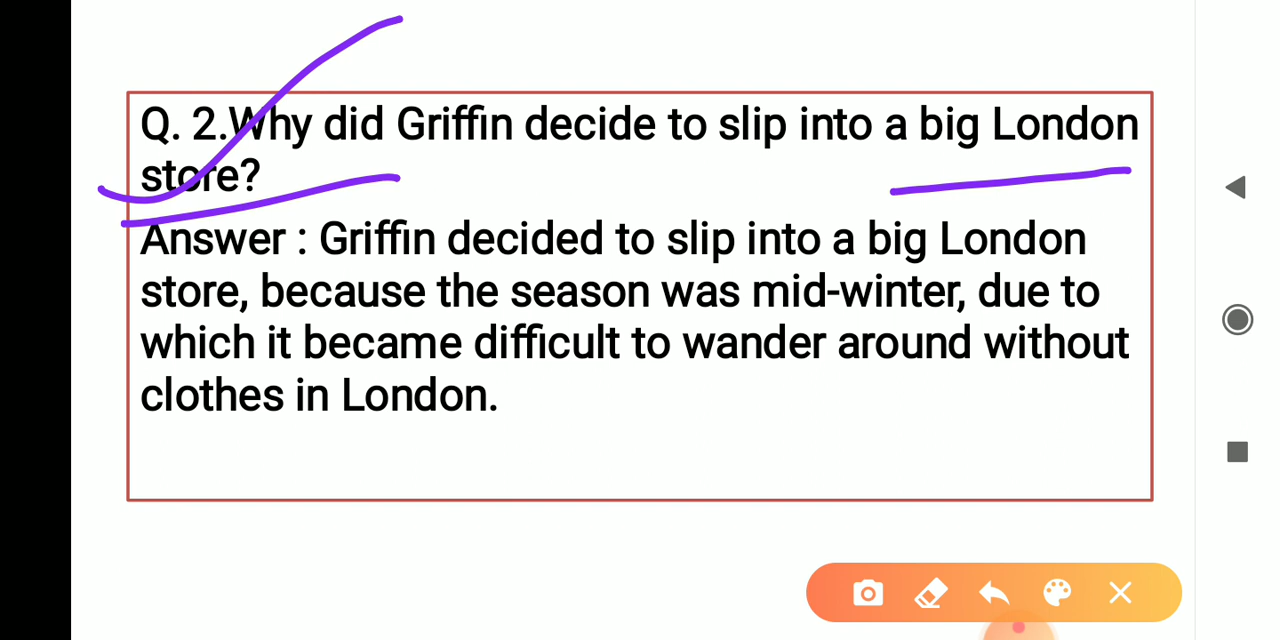 Q. 2.Why did Griffin decide to slip into a big London
store?
Answer : Griffin decided to slip into a big London
store, because the season was mid-winter, due to
which it became difficult to wander around without
clothes in London.